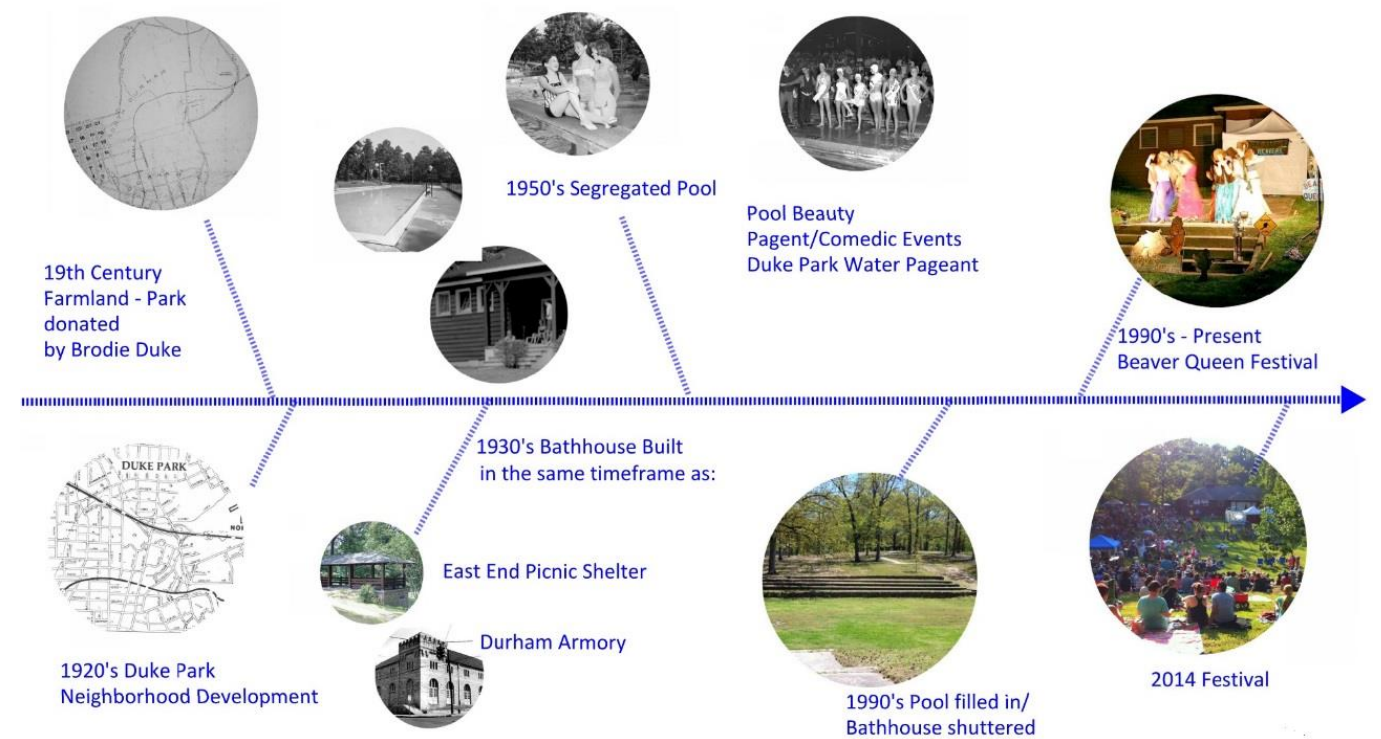 19th Century
Farmland - Park
donated
by Brodie Duke
1950's Segregated Pool
Pool Beauty
Pagent/Comedic Events
Duke Park Water Pageant
1990's - Present
Beaver Queen Festival
DUKE PARK
1920's Duke Park
Neighborhood Development
1930's Bathhouse Built
in the same timeframe as:
East End Picnic Shelter
Durham Armory
1990's Pool filled in/
Bathhouse shuttered
2014 Festival